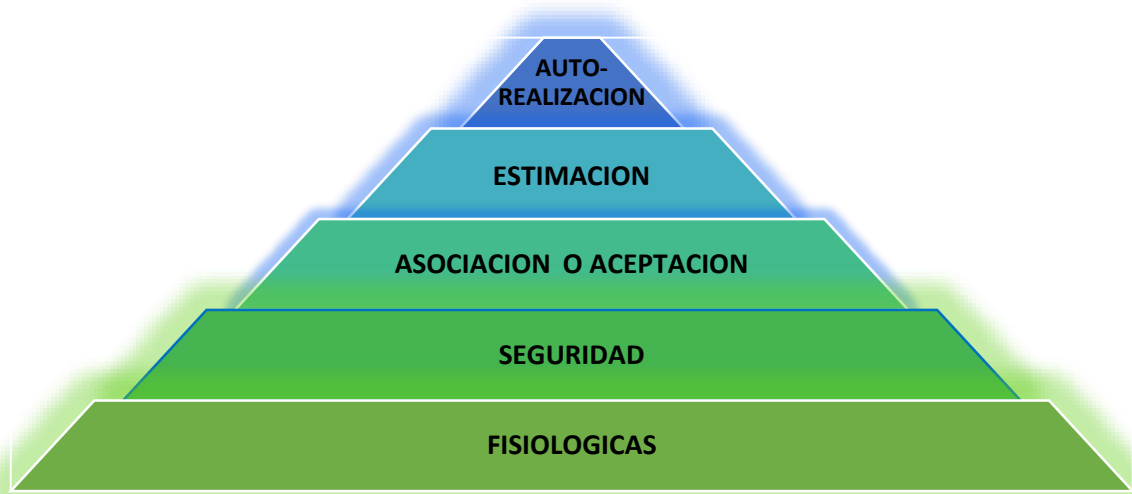 AUTO-
REALIZACION
ESTIMACION
ASOCIACION O ACEPTACION
SEGURIDAD
FISIOLOGICAS